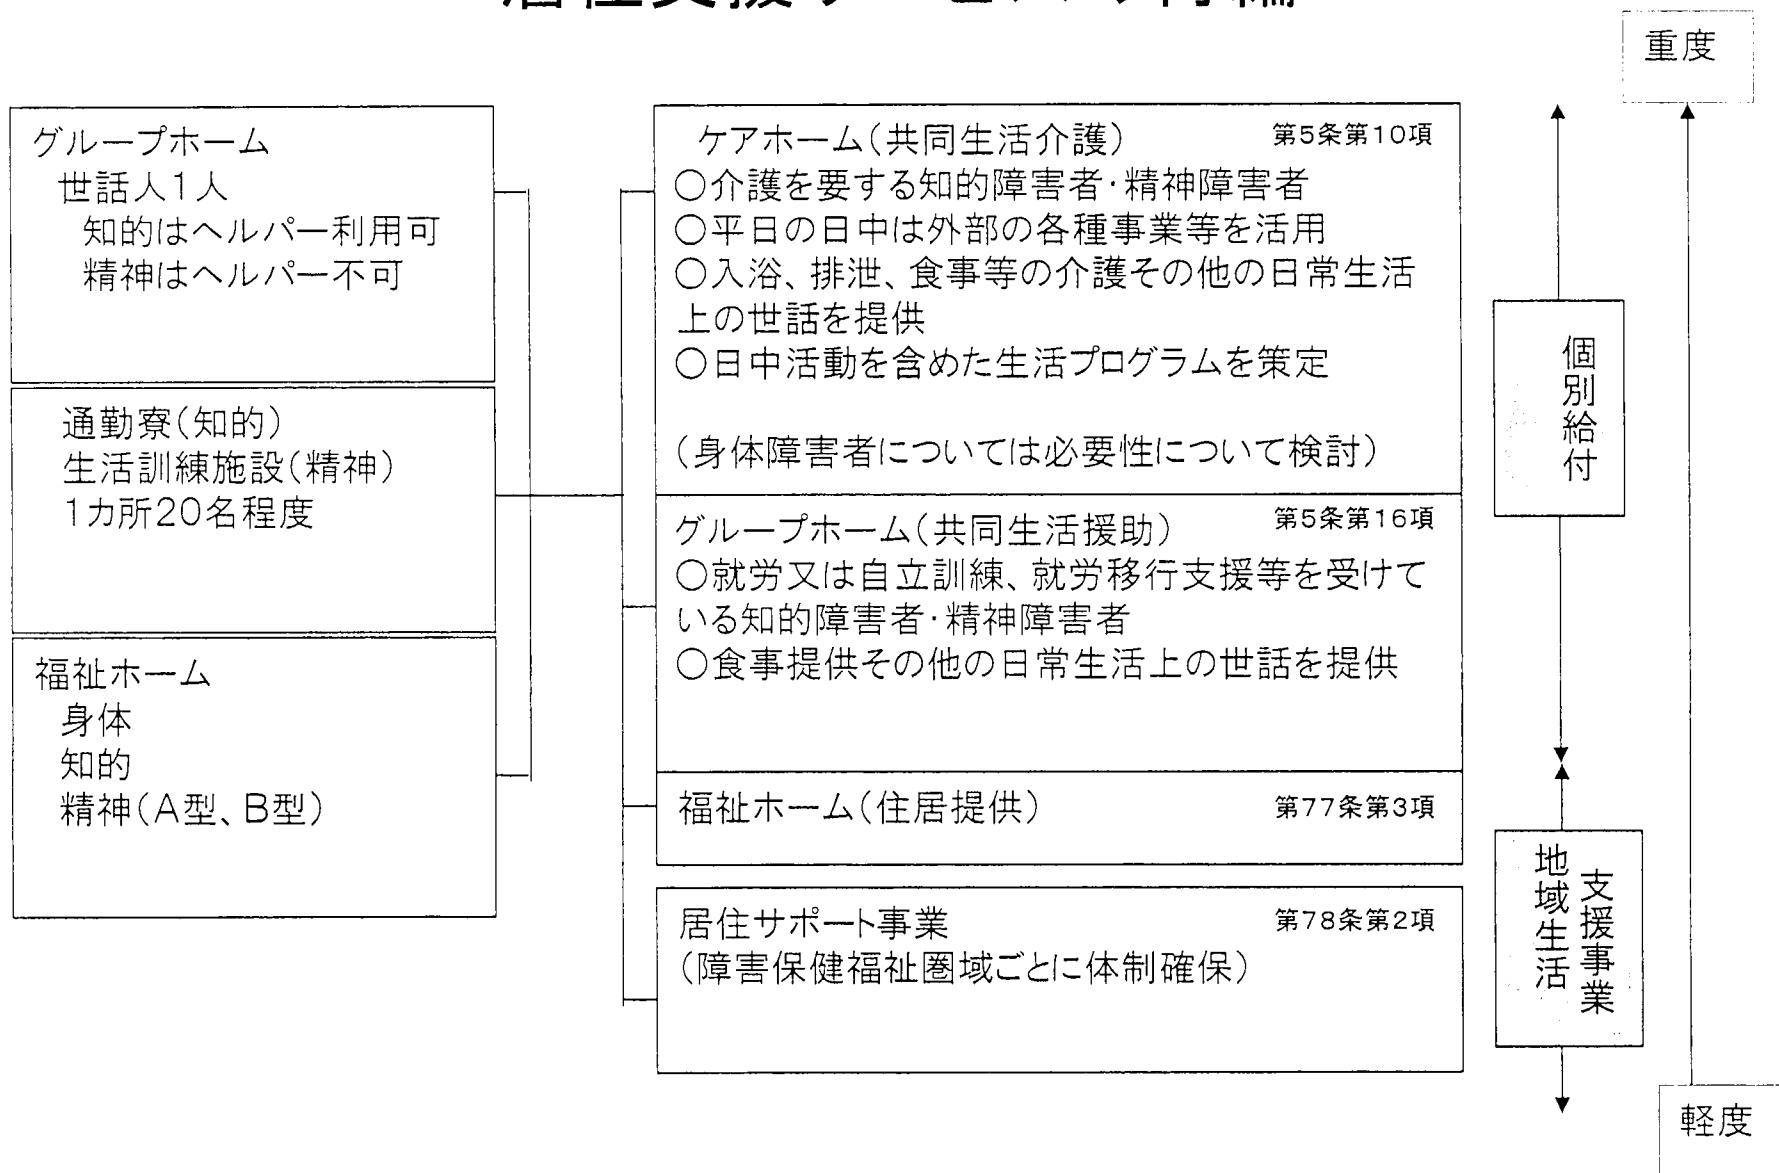 重度
グループホーム
世話人1人
知的はヘルパー利用可
精神はヘルパー不可
通勤寮(知的)
生活訓練施設(精神)
1カ所20名程度
福祉ホーム
身体
知的
精神(A型、B型)
ケアホーム(共同生活介護) 第5条第10項
○介護を要する知的障害者・精神障害者
○平日の日中は外部の各種事業等を活用
○入浴、排泄、食事等の介護その他の日常生活
上の世話を提供
○日中活動を含めた生活プログラムを策定
(身体障害者については必要性について検討)
グループホーム(共同生活援助) 第5条第16項
○就労又は自立訓練、就労移行支援等を受けて
いる知的障害者・精神障害者
○食事提供その他の日常生活上の世話を提供
福祉ホーム(住居提供) 第77条第3項
居住サポート事業 第78条第2項
(障害保健福祉圏域ごとに体制確保)
個別給付
地域生活
支援事業
軽度